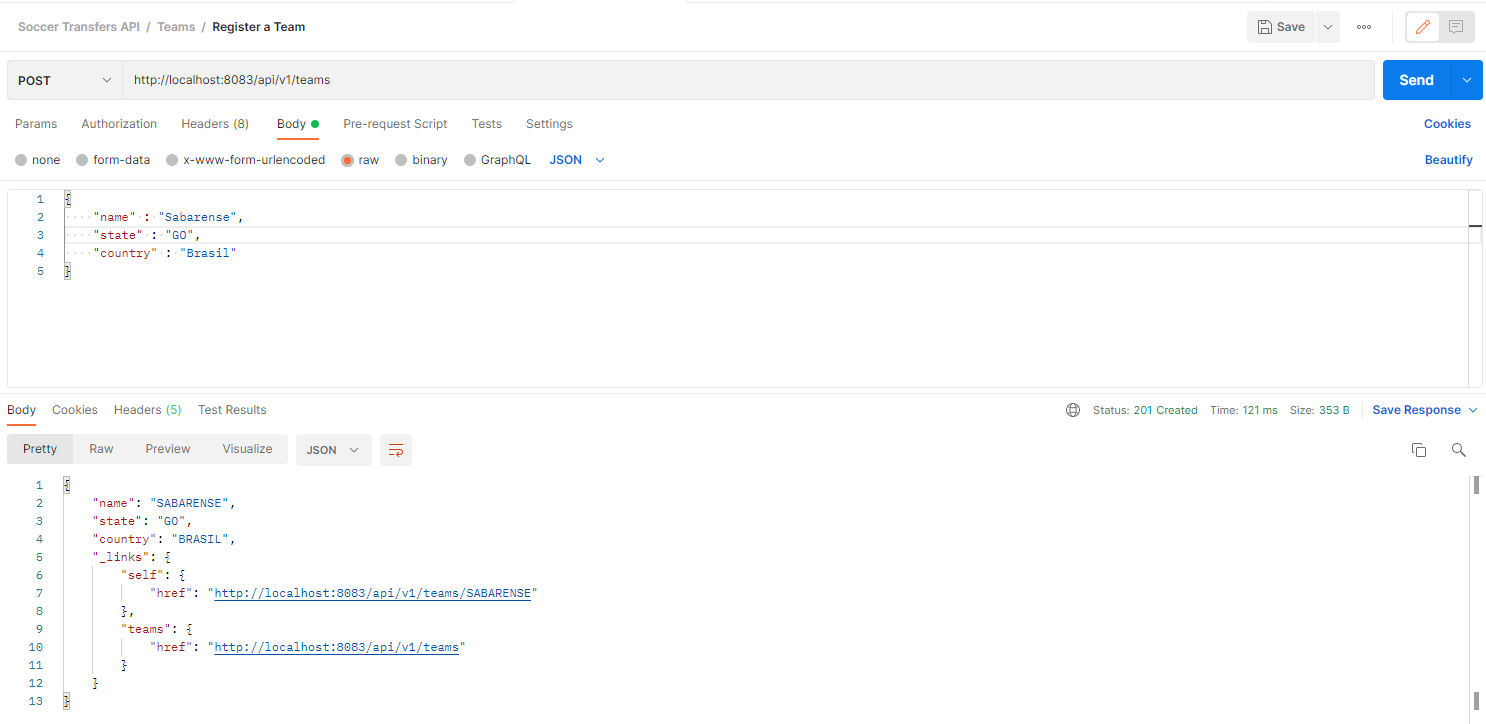 Soccer Transfers API / Teams / Register a Team Save
POST http://localhost:8083/api/v1/teams Send
Params Authorization Headers (8) Body Pre-request Script Tests Settings Cookies
none form-data x-www-form-urlencoded raw binary GraphQL JSON Beautify
1 {
2 "name" : "Sabarense",
3 "state" : "GO",
4 "country" : "Brasil"
5 }
Body Cookies Headers (5) Test Results Status: 201 Created Time: 121 ms Size: 353 B Save Response
Pretty Raw Preview Visualize JSON
1 {
2 "name": "SABARENSE",
3 "state": "GO",
4 "country": "BRASIL",
5 "_links": {
6 "self": {
7 "href": "http://localhost:8083/api/v1/teams/SABARENSE"
8 },
9 "teams": {
10 "href": "http://localhost:8083/api/v1/teams"
11 }
12 }
13 }